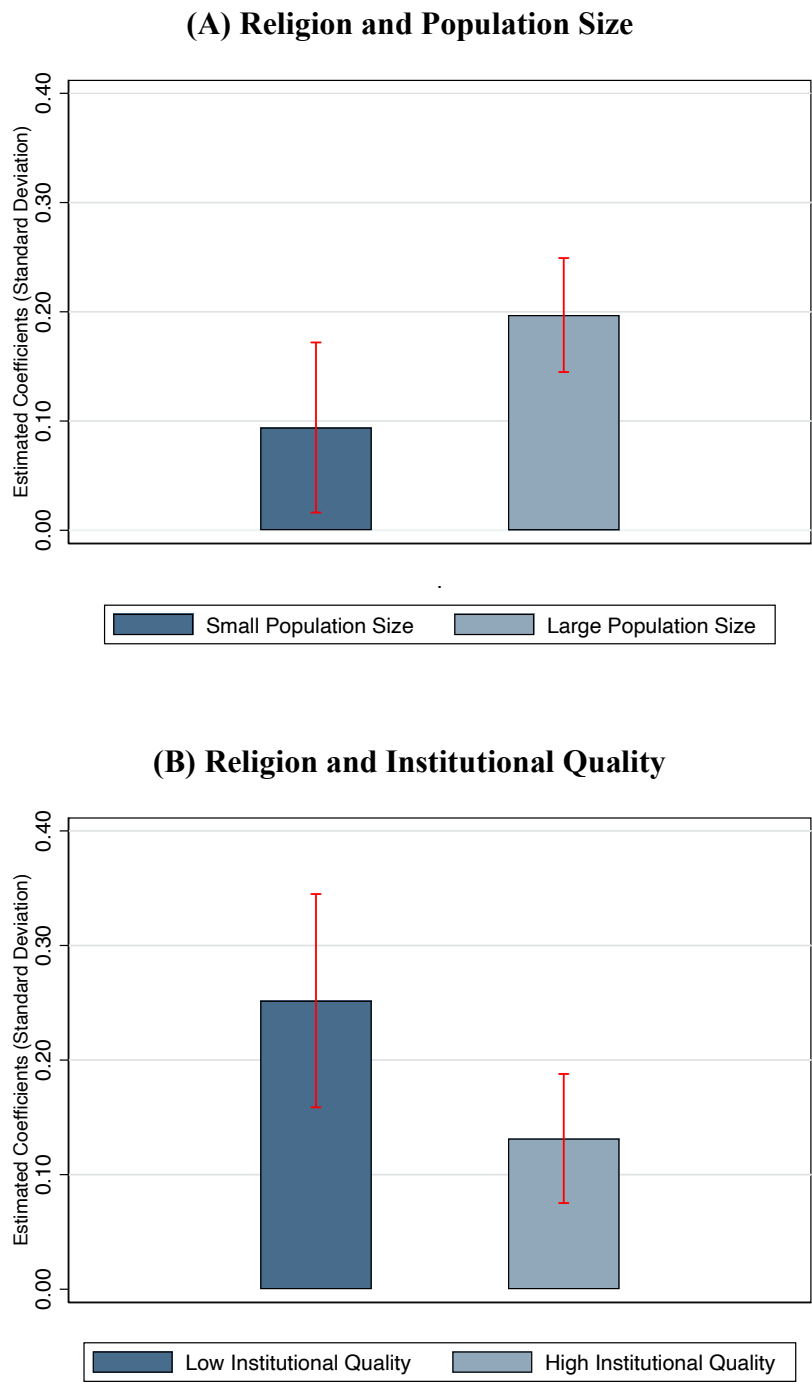 (A) Religion and Population Size
Estimated Coefficients (Standard Deviation)
0.40
0.30
0.20
0.10
0.00
.
Small Population Size
Large Population Size
(B) Religion and Institutional Quality
Estimated Coefficients (Standard Deviation)
0.40
0.30
0.20
0.10
0.00
Low Institutional Quality
High Institutional Quality